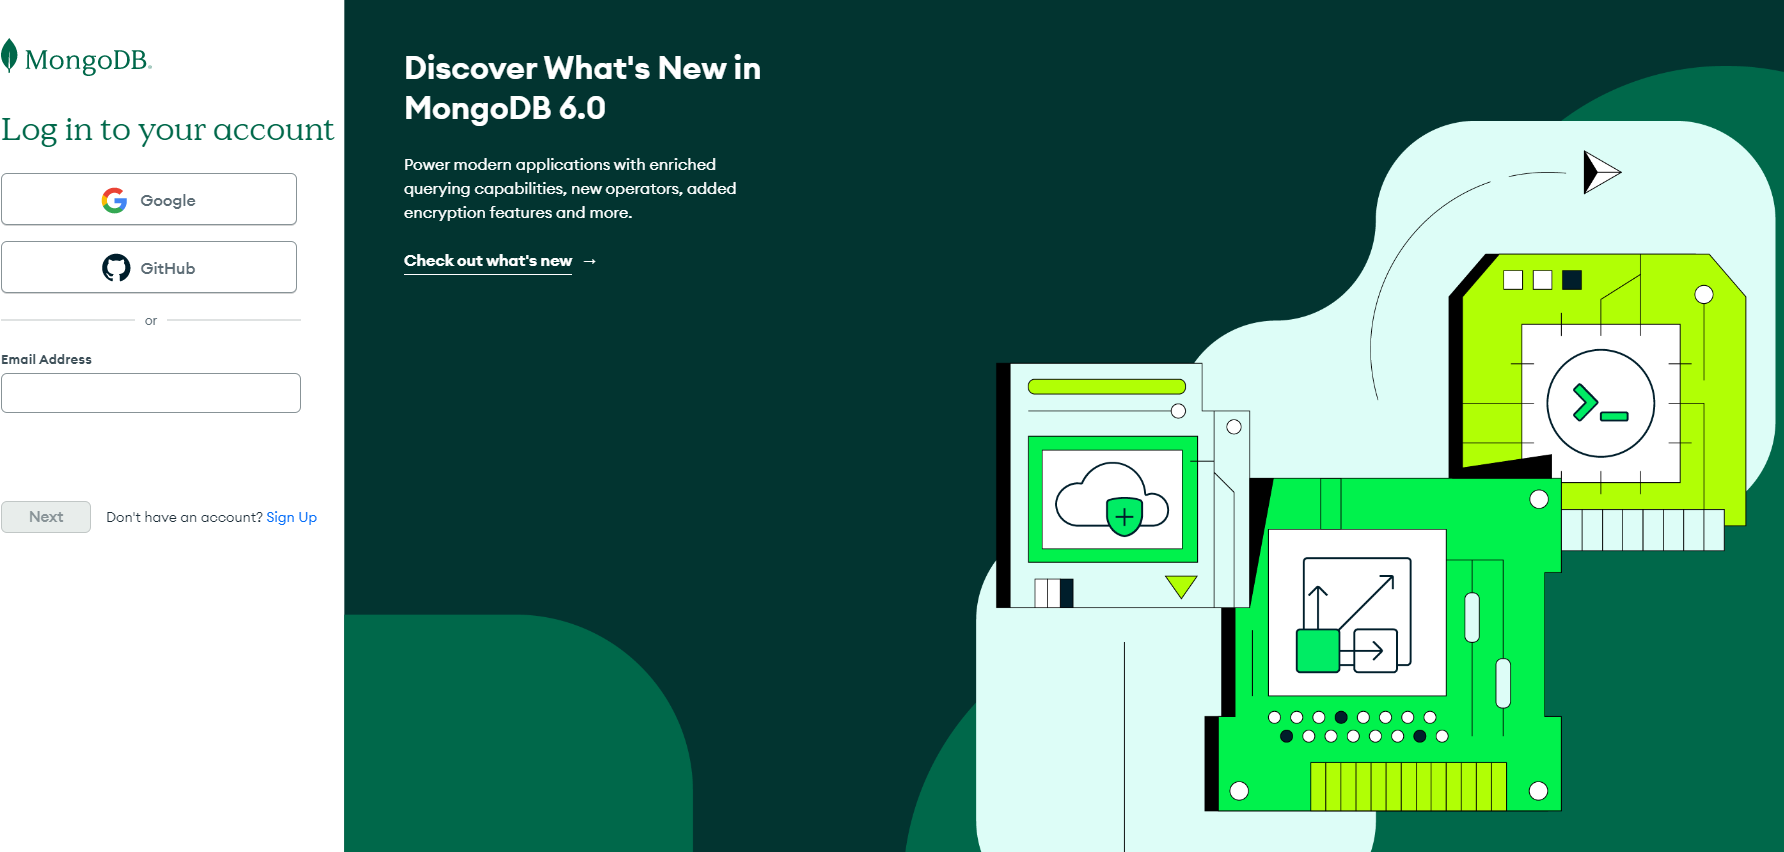 MongoDB.
Log in to your account
Google
GitHub
or
Email Address
Next
Don't have an account? Sign Up
Discover What's New in
MongoDB 6.0
Power modern applications with enriched
querying capabilities, new operators, added
encryption features and more.
Check out what's new →